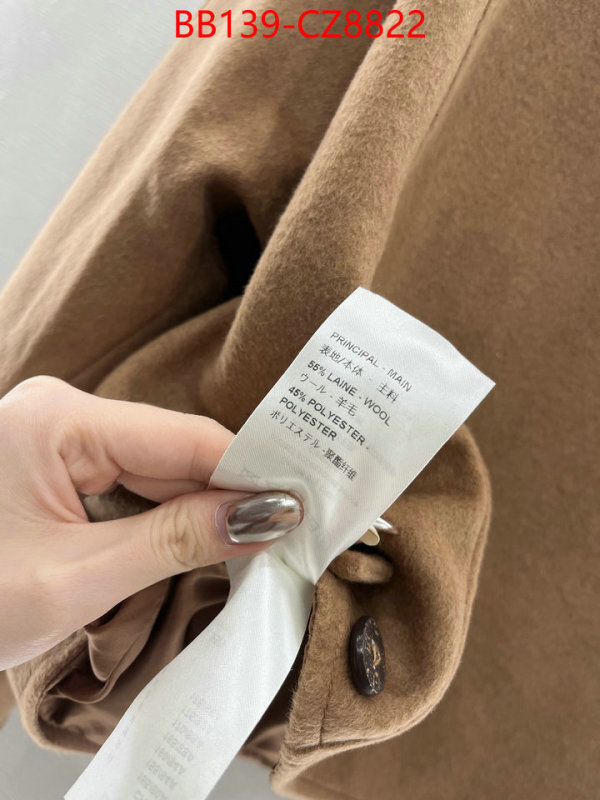 BB139-CZ8822
PRINCIPAL - MAIN
表地/本体 - 主料
55% LAINE - WOOL
ウール - 羊毛
45% POLYESTER -
POLYESTER
ポリエステル - 聚酯纤维